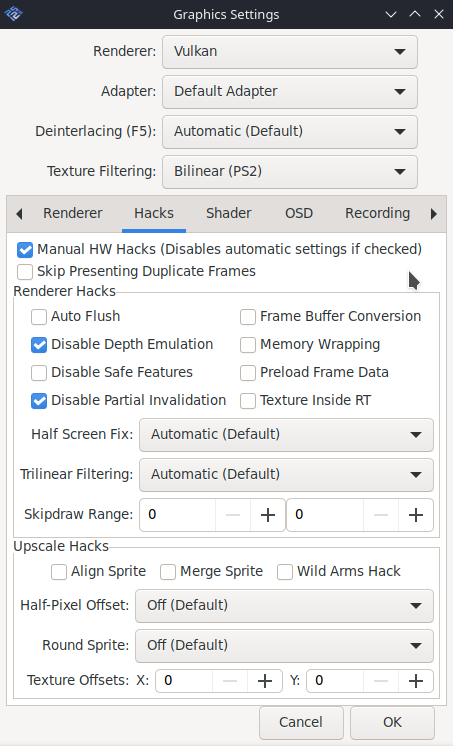 Graphics Settings
Renderer: Vulkan
Adapter: Default Adapter
Deinterlacing (F5): Automatic (Default)
Texture Filtering: Bilinear (PS2)
Renderer Hacks Shader OSD Recording
Manual HW Hacks (Disables automatic settings if checked)
Skip Presenting Duplicate Frames
Renderer Hacks
Auto Flush Frame Buffer Conversion
Disable Depth Emulation Memory Wrapping
Disable Safe Features Preload Frame Data
Disable Partial Invalidation Texture Inside RT
Half Screen Fix: Automatic (Default)
Trilinear Filtering: Automatic (Default)
Skipdraw Range: 0 — + 0 — +
Upscale Hacks
Align Sprite Merge Sprite Wild Arms Hack
Half-Pixel Offset: Off (Default)
Round Sprite: Off (Default)
Texture Offsets: X: 0 — + Y: 0 — +
Cancel OK